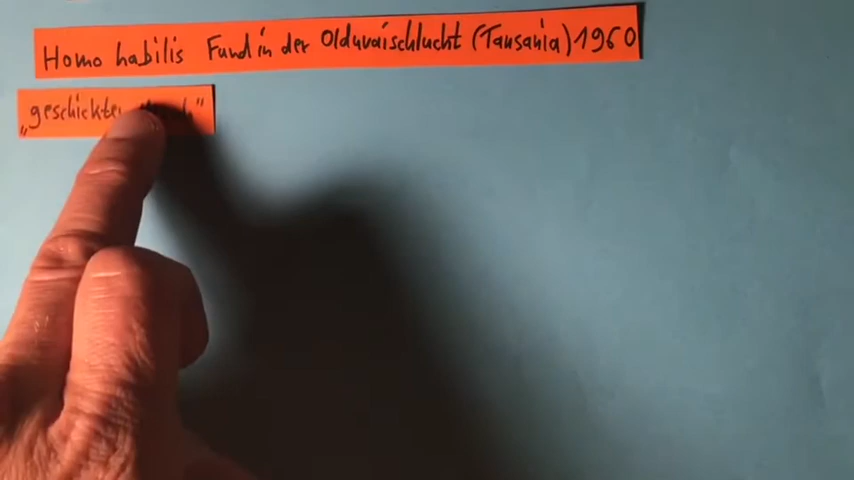 Homo habilis Fund in der Olduvaischlucht (Tansania) 1960
„geschickter